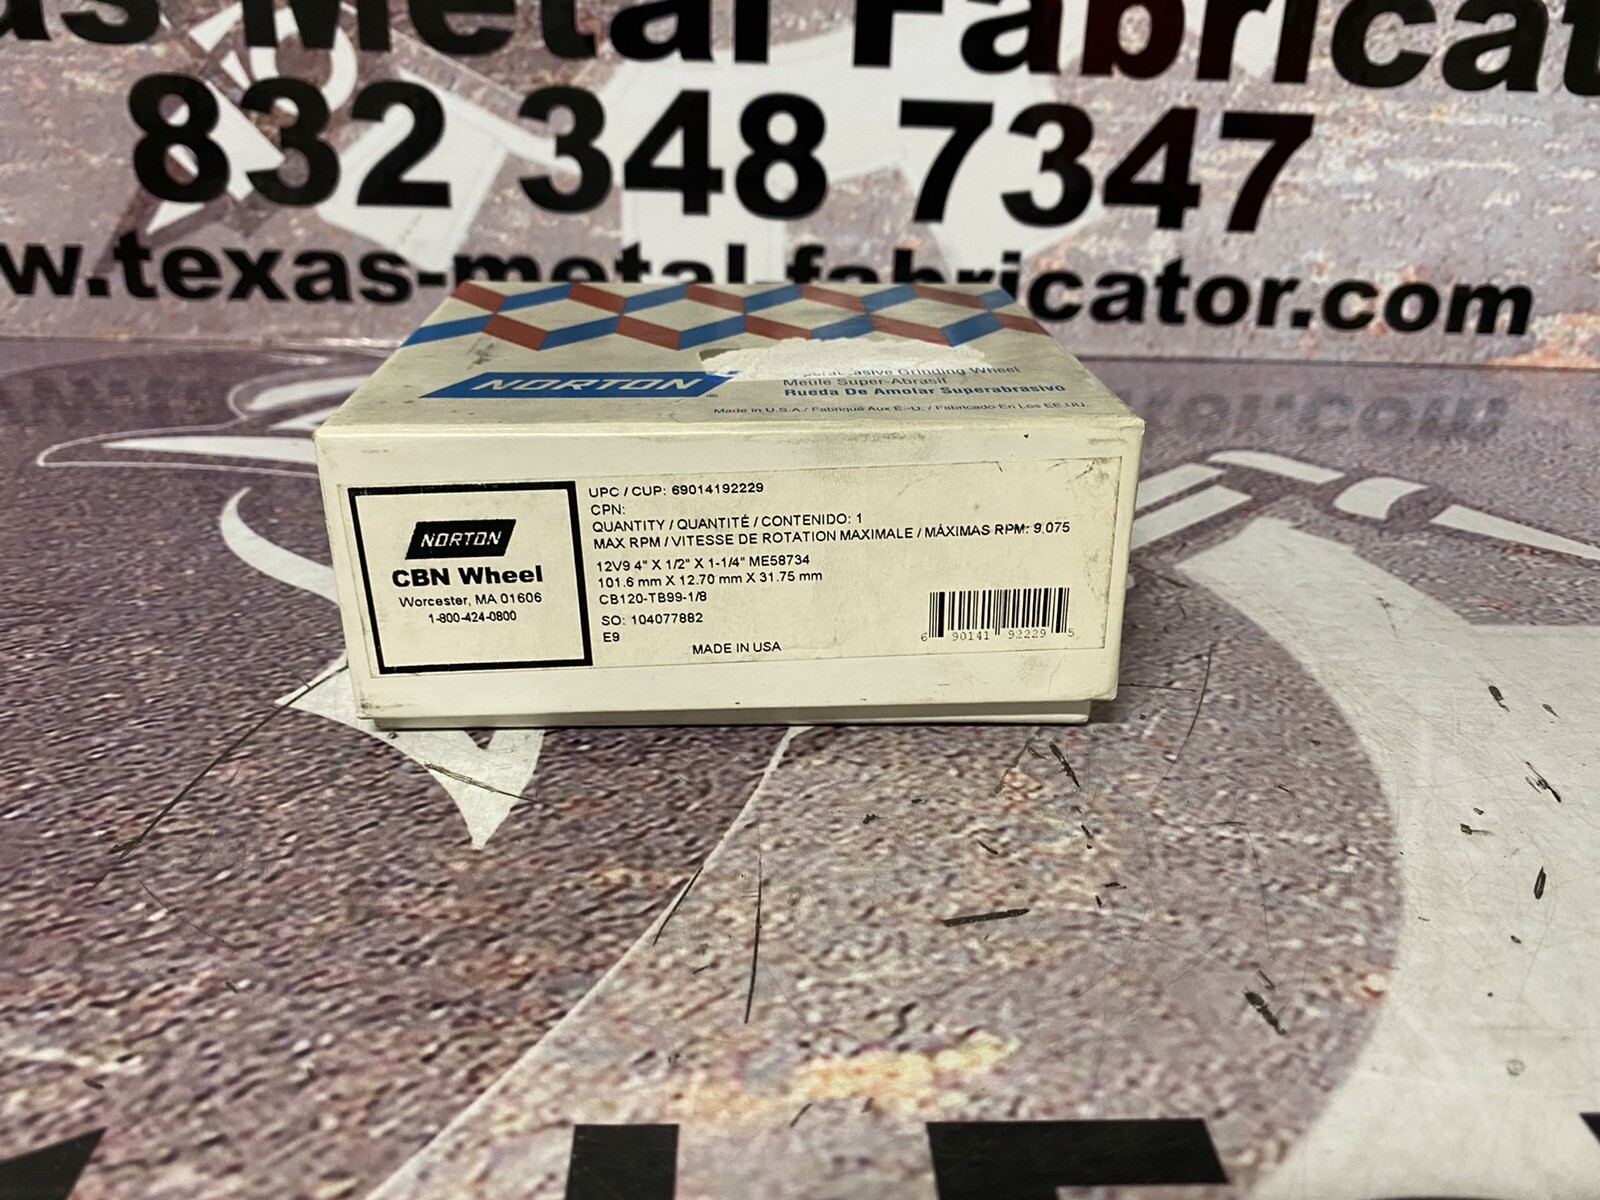 Metal Fabricat
832 348 7347
w.texas-metal-fabricator.com
NORTON
Grinding Wheel
Meule Super-Abrasif
Rueda De Amolar Superabrasivo
Made in U.S.A./ Fabriqué Aux É.-U. / Fabricado En Los EE.UU.
NORTON
CBN Wheel
Worcester, MA 01606
1-800-424-0800
UPC / CUP: 69014192229
CPN:
QUANTITY / QUANTITÉ / CONTENIDO: 1
MAX RPM / VITESSE DE ROTATION MAXIMALE / MÁXIMAS RPM: 9,075
12V9 4" X 1/2" X 1-1/4" ME58734
101.6 mm X 12.70 mm X 31.75 mm
CB120-TB99-1/8
SO: 104077882
E9
MADE IN USA
6 90141 92229 5